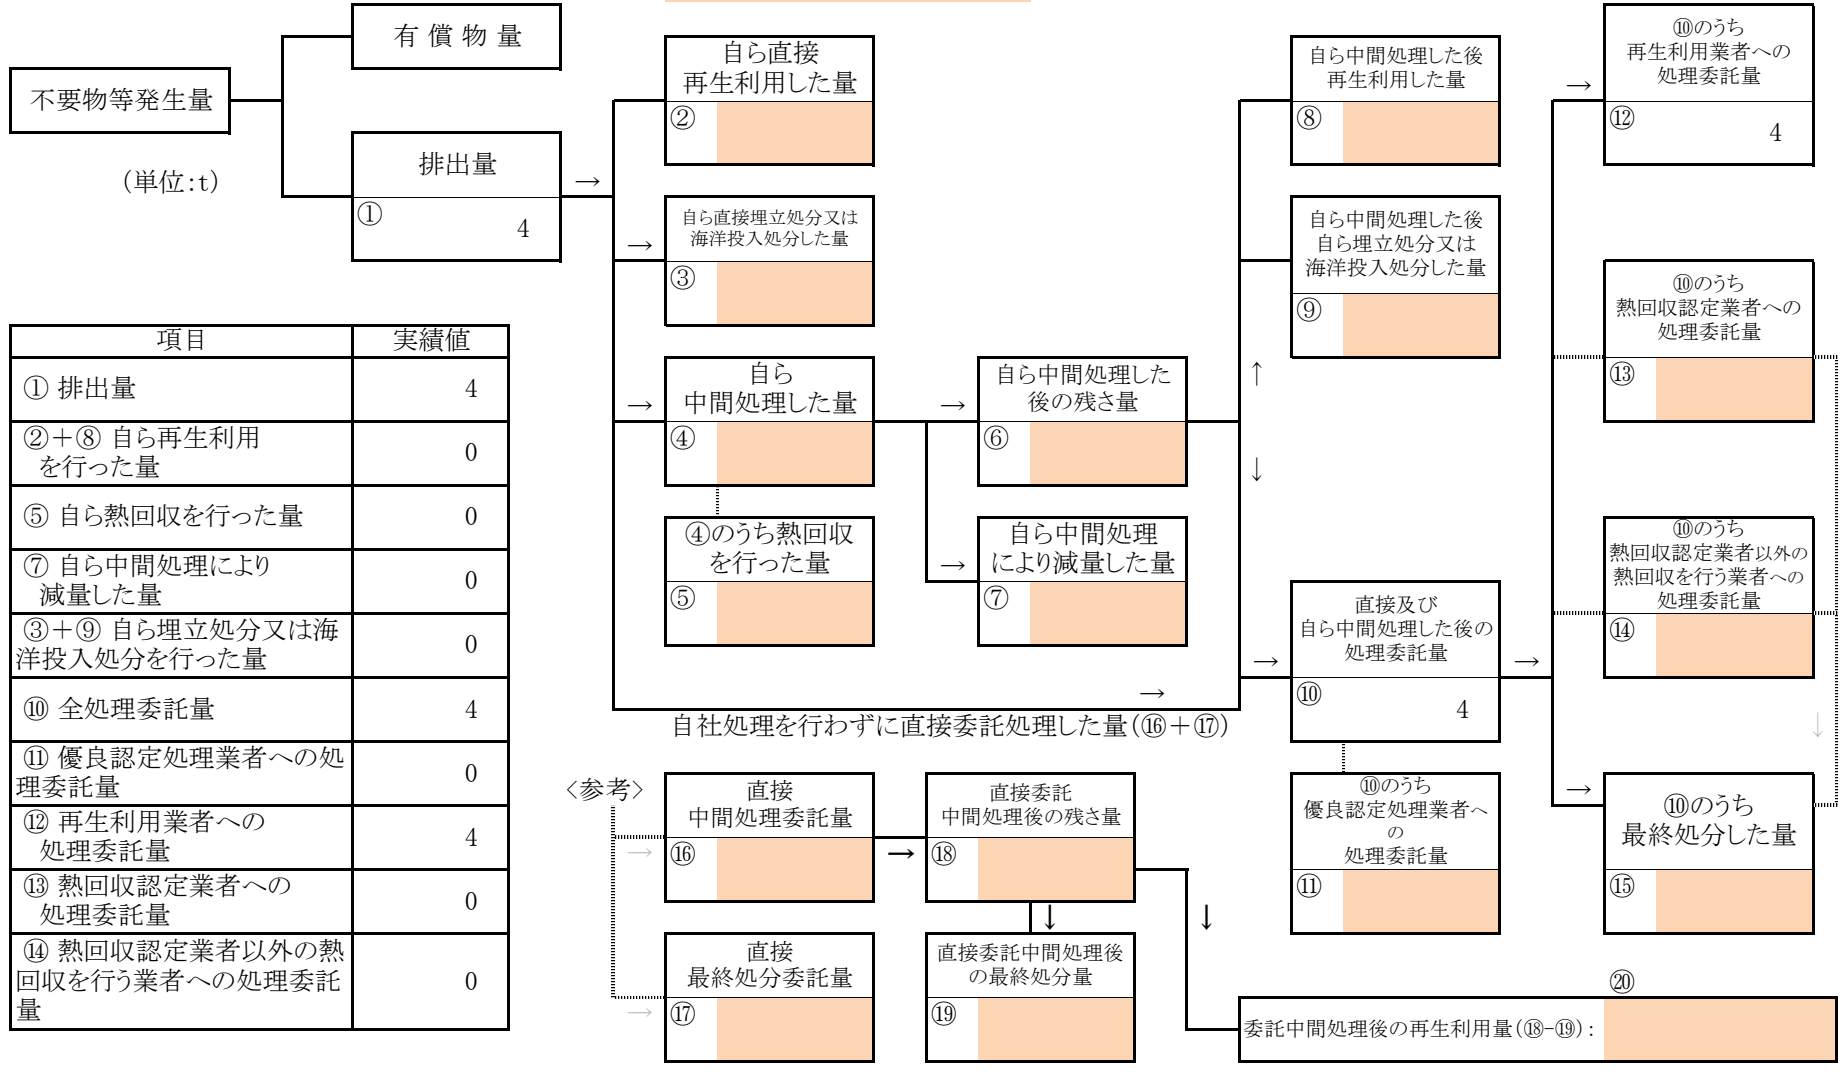 有 償 物 量
不要物等発生量
(単位:t)
排出量
→
①
4
自ら直接
再生利用した量
②
自ら直接埋立処分又は
海洋投入処分した量
→
③
自ら
中間処理した量
→
④
④のうち熱回収
を行った量
⑤
自ら中間処理した
後の残さ量
→
⑥
自ら中間処理
により減量した量
→
⑦
自ら中間処理した後
再生利用した量
⑧
自ら中間処理した後
自ら埋立処分又は
海洋投入処分した量
⑨
↑
↓
直接及び
自ら中間処理した後の
処理委託量
→
→
⑩
4
→
自社処理を行わずに直接委託処理した量(⑯+⑰)
⑩のうち
優良認定処理業者へ
の
処理委託量
⑪
⑩のうち
再生利用業者への
処理委託量
→
⑫
4
⑩のうち
熱回収認定業者への
処理委託量
⑬
⑩のうち
熱回収認定業者以外の
熱回収を行う業者への
処理委託量
⑭
↓
⑩のうち
最終処分した量
→
⑮
項目 実績値
① 排出量 4
②+⑧ 自ら再生利用
を行った量 0
⑤ 自ら熱回収を行った量 0
⑦ 自ら中間処理により
減量した量 0
③+⑨ 自ら埋立処分又は海
洋投入処分を行った量 0
⑩ 全処理委託量 4
⑪ 優良認定処理業者への処
理委託量 0
⑫ 再生利用業者への
処理委託量 4
⑬ 熱回収認定業者への
処理委託量 0
⑭ 熱回収認定業者以外の熱
回収を行う業者への処理委託 0
量
<参考>
直接
中間処理委託量
→
⑯
直接
最終処分委託量
→
⑰
直接委託
中間処理後の残さ量
→
⑱
↓
↓
直接委託中間処理後
の最終処分量
⑲
⑳
委託中間処理後の再生利用量(⑱-⑲):